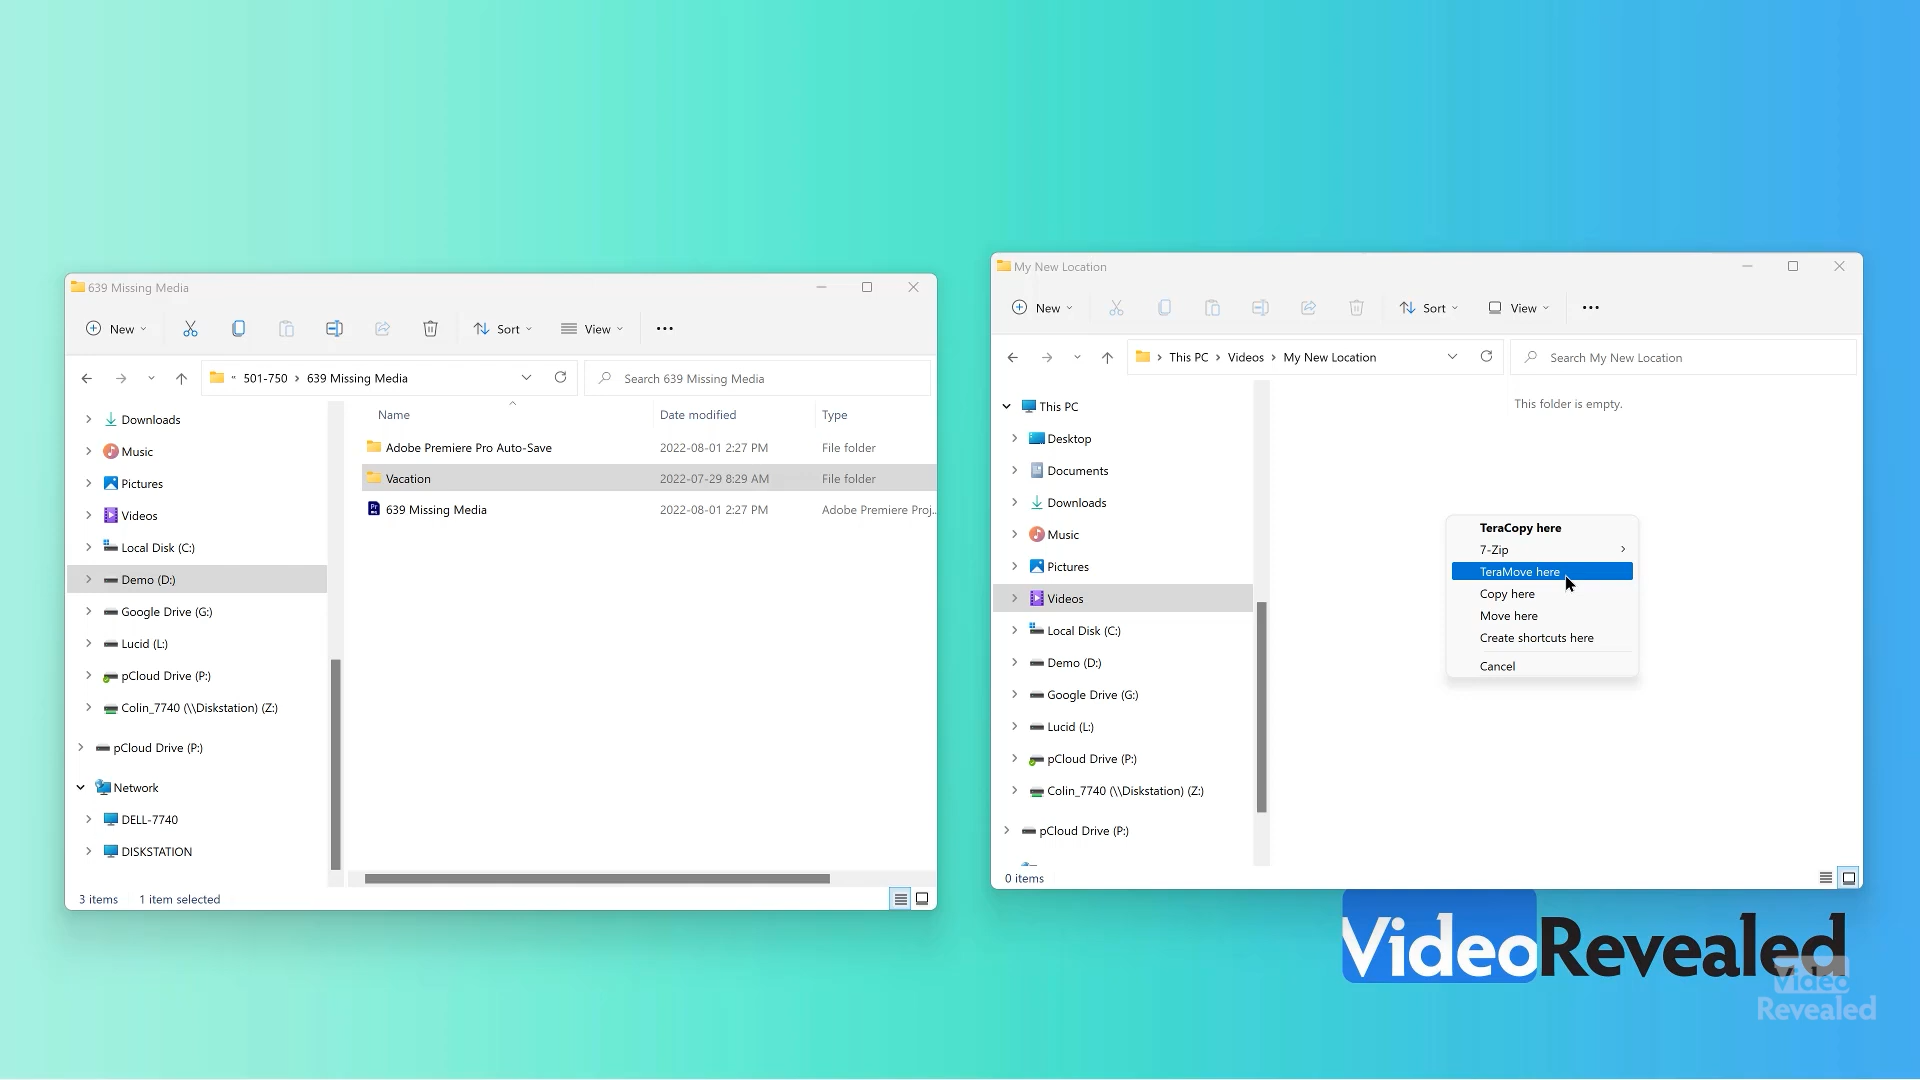 639 Missing Media
New
Sort
View
501-750 > 639 Missing Media
Search 639 Missing Media
Downloads
Music
Pictures
Videos
Local Disk (C:)
Demo (D:)
Google Drive (G:)
Lucid (L:)
pCloud Drive (P:)
Colin_7740 (\\Diskstation) (Z:)
pCloud Drive (P:)
Network
DELL-7740
DISKSTATION
Name Date modified Type
Adobe Premiere Pro Auto-Save 2022-08-01 2:27 PM File folder
Vacation 2022-07-29 8:29 AM File folder
639 Missing Media 2022-08-01 2:27 PM Adobe Premiere Proj..
3 items 1 item selected
My New Location
New
Sort
View
This PC > Videos > My New Location
Search My New Location
This PC
Desktop
Documents
Downloads
Music
Pictures
Videos
Local Disk (C:)
Demo (D:)
Google Drive (G:)
Lucid (L:)
pCloud Drive (P:)
Colin_7740 (\\Diskstation) (Z:)
pCloud Drive (P:)
This folder is empty.
TeraCopy here
7-Zip
TeraMove here
Copy here
Move here
Create shortcuts here
Cancel
0 items
VideoRevealed
Video
Revealed